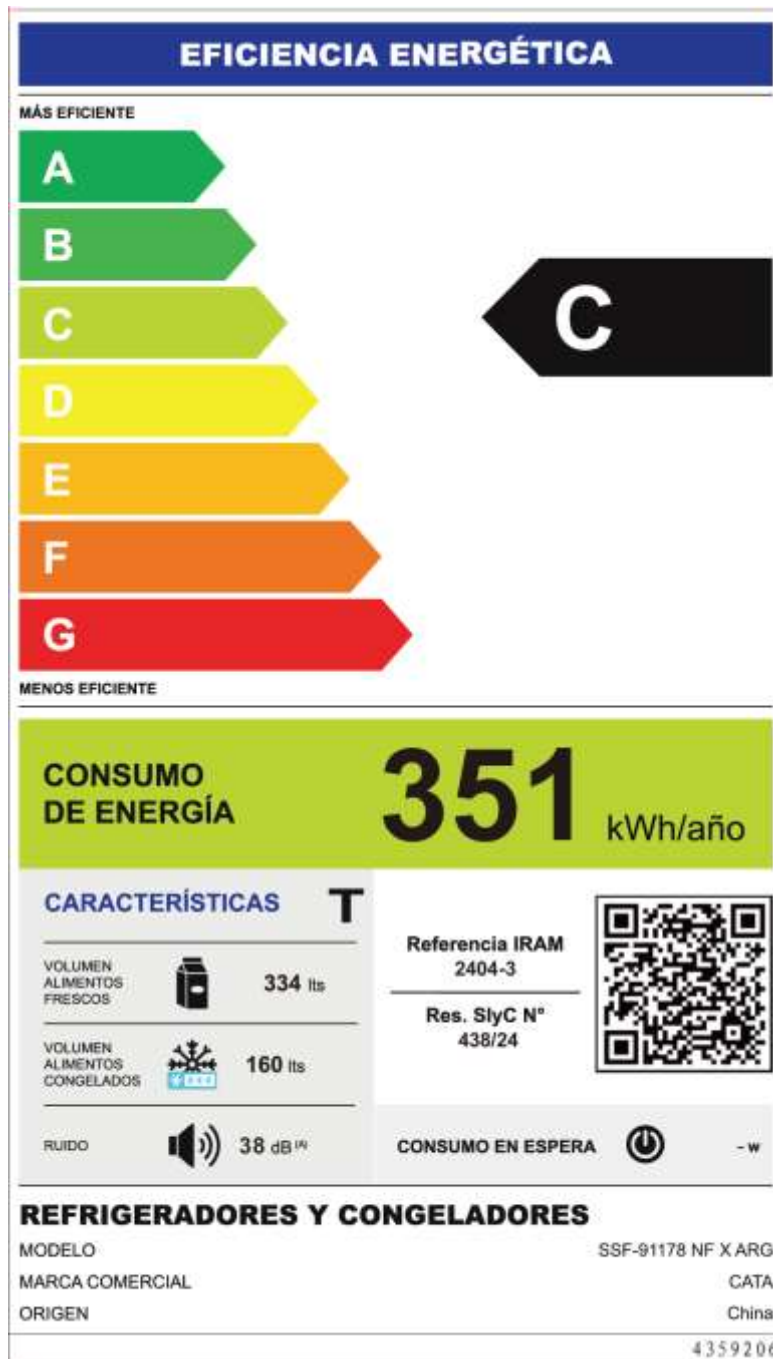 EFICIENCIA ENERGÉTICA
MÁS EFICIENTE
A
B
C
C
D
E
F
G
MENOS EFICIENTE
CONSUMO
DE ENERGÍA
351 kWh/año
CARACTERÍSTICAS T
VOLUMEN
ALIMENTOS
FRESCOS
334 lts
VOLUMEN
ALIMENTOS
CONGELADOS
160 lts
RUIDO
38 dB (A)
Referencia IRAM
2404-3
Res. SIyC N°
438/24
CONSUMO EN ESPERA
- w
REFRIGERADORES Y CONGELADORES
MODELO SSF-91178 NF X ARG
MARCA COMERCIAL CATA
ORIGEN China
4359206